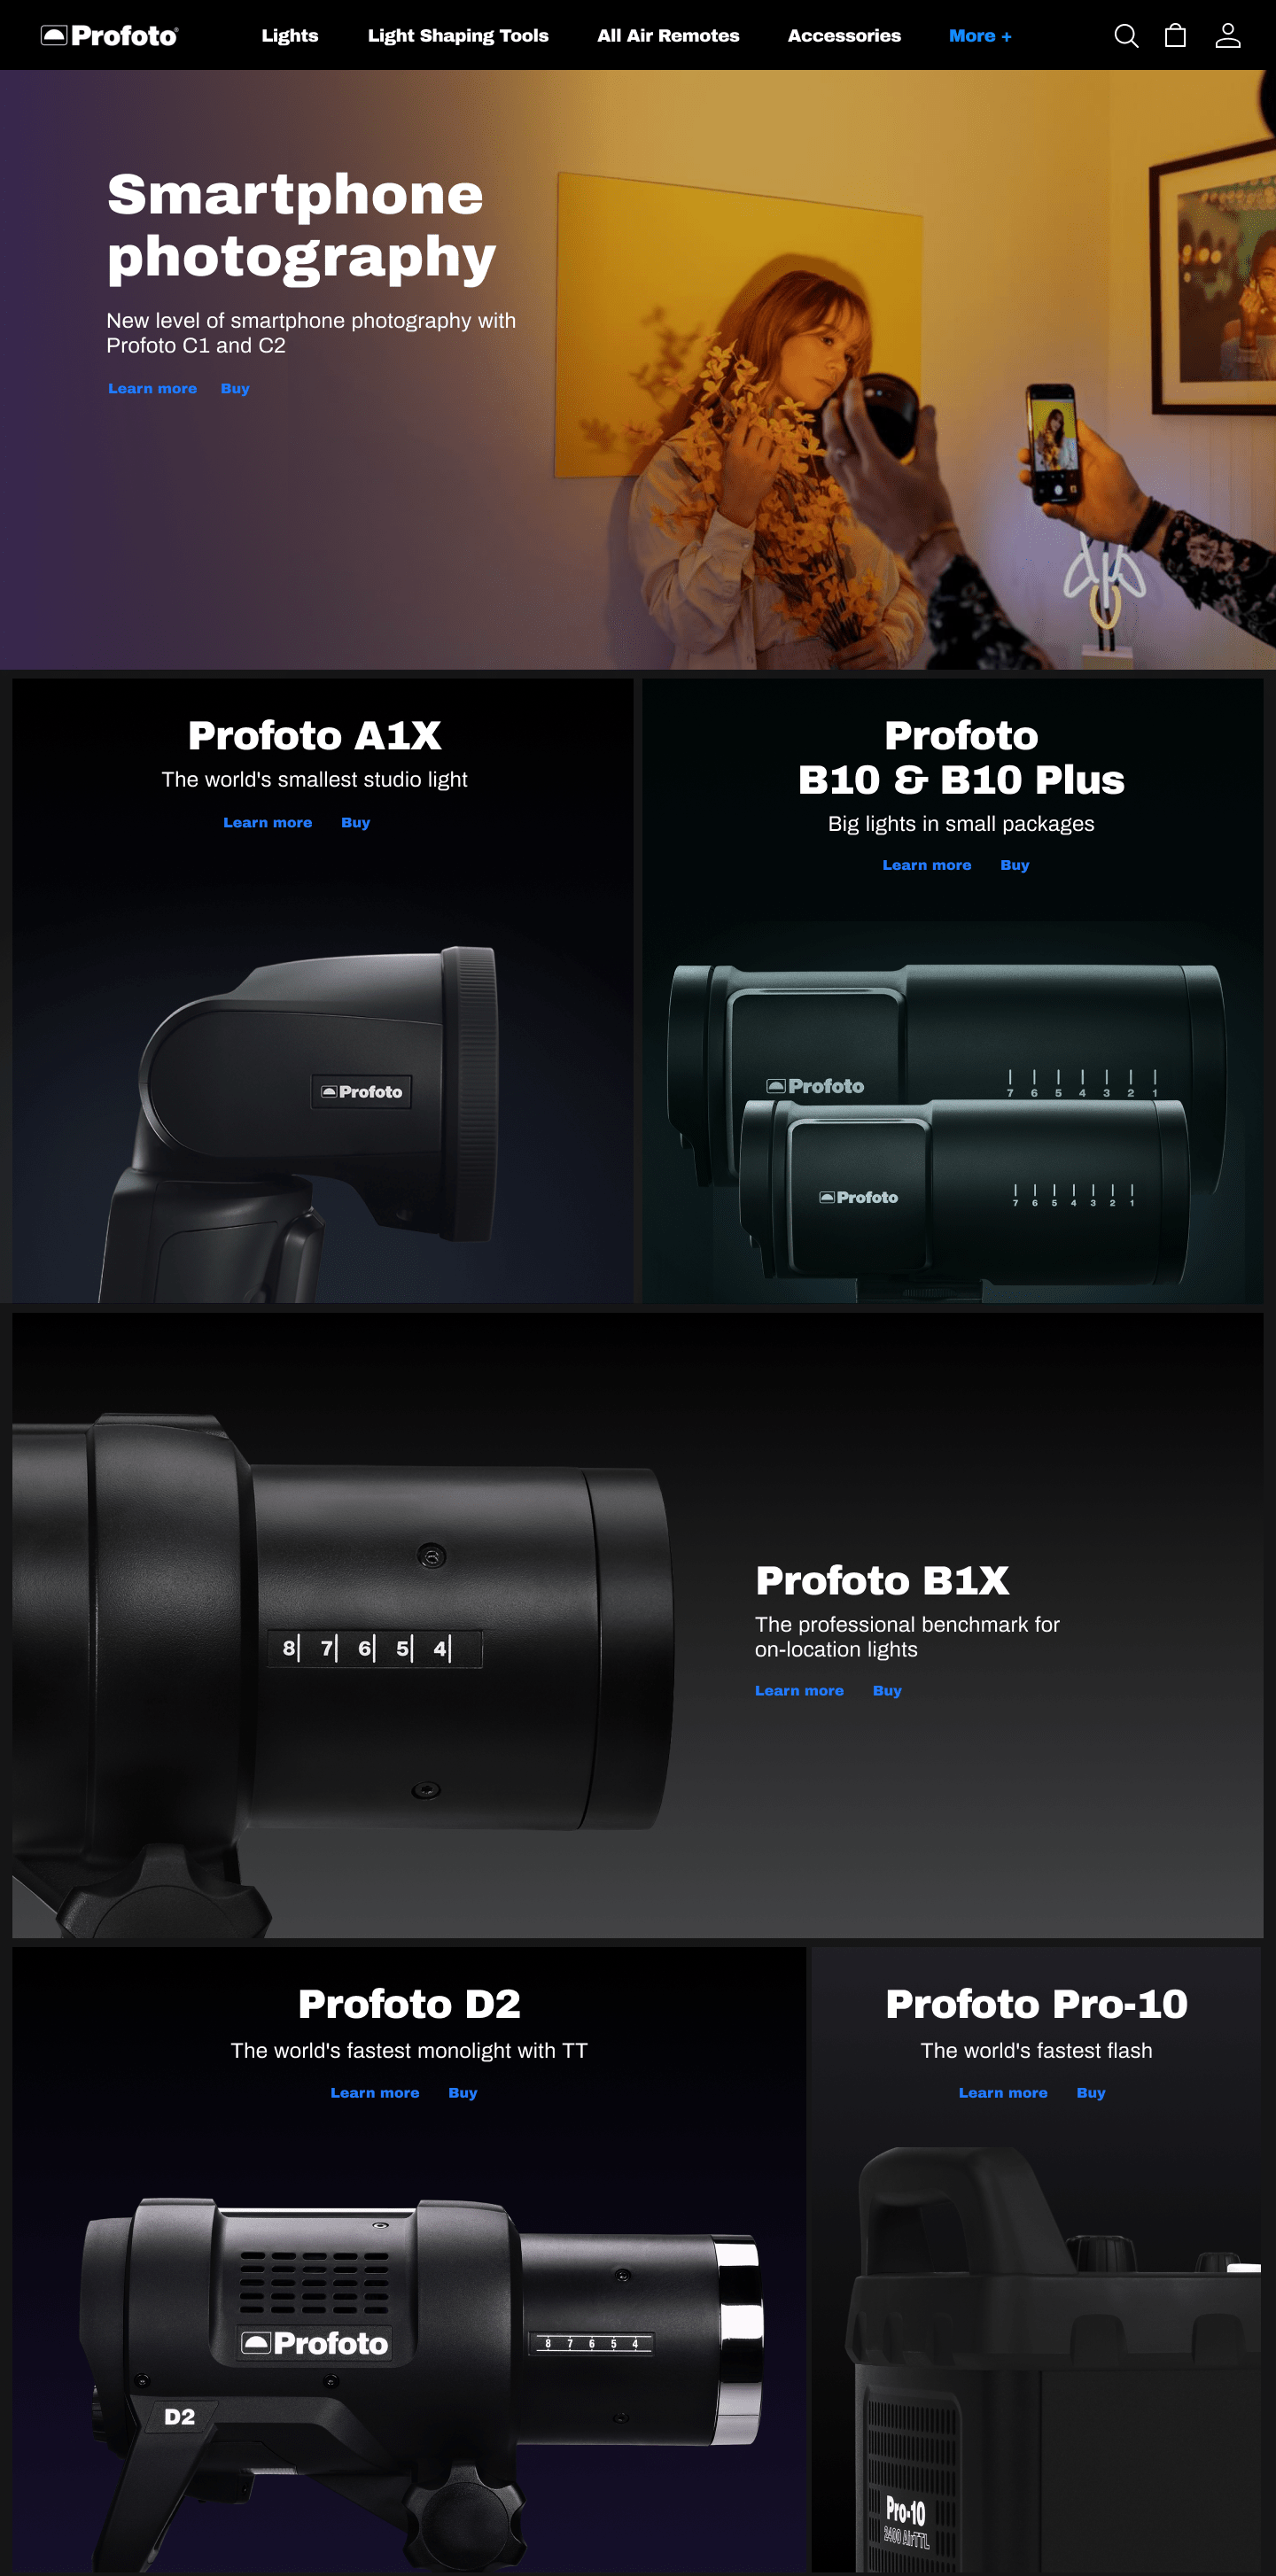 Profoto
Lights
Light Shaping Tools
All Air Remotes
Accessories
More +
Smartphone
photography
New level of smartphone photography with
Profoto C1 and C2
Learn more Buy
Profoto A1X
The world's smallest studio light
Learn more Buy
Profoto
Profoto
B10 & B10 Plus
Big lights in small packages
Learn more Buy
Profoto
7 6 5 4 3 2 1
Profoto
7 6 5 4 3 2 1
8 7 6 5 4
Profoto B1X
The professional benchmark for
on-location lights
Learn more Buy
Profoto D2
The world's fastest monolight with TT
Learn more Buy
Profoto
8 7 6 5 4
D2
Profoto Pro-10
The world's fastest flash
Learn more Buy
Pro-10
2400 AirTTL